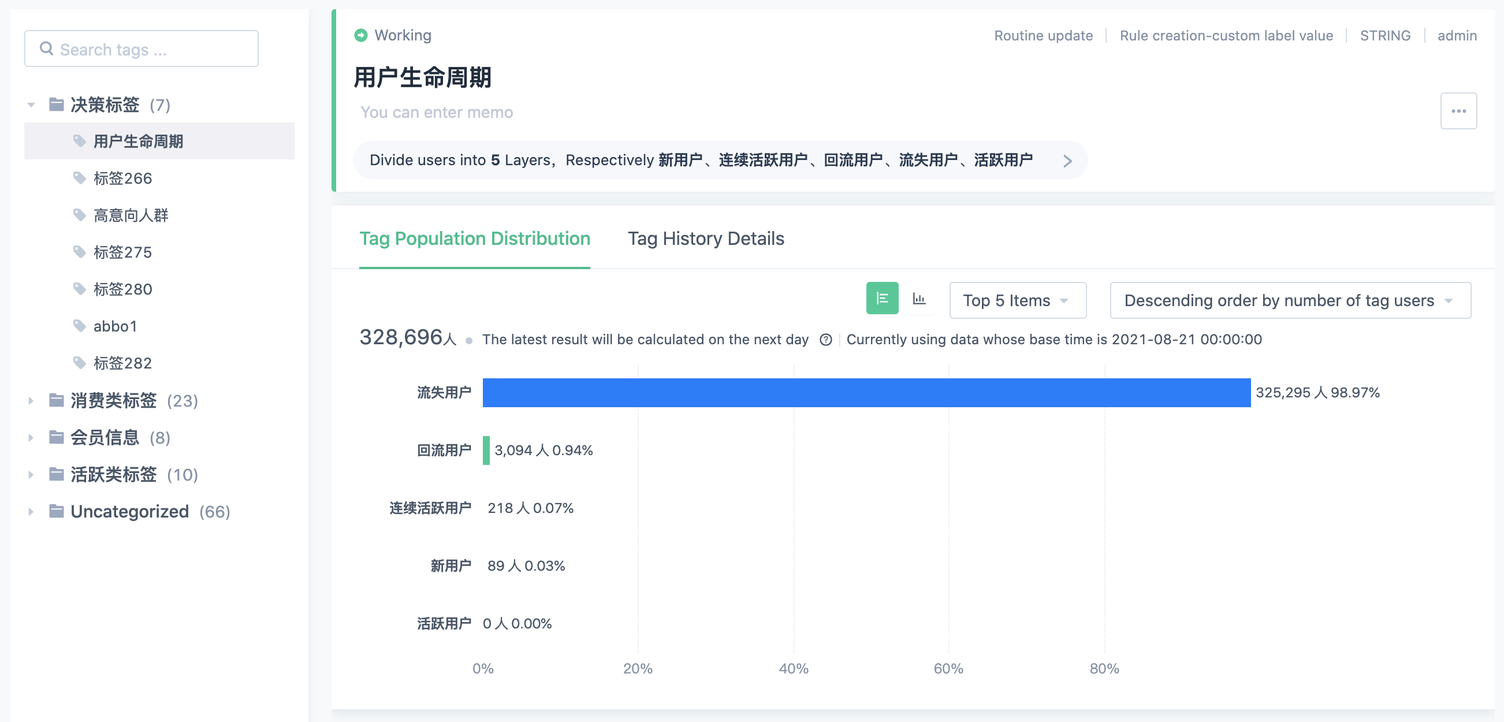 Search tags ...
决策标签 (7)
用户生命周期
标签266
高意向人群
标签275
标签280
abbo1
标签282
消费类标签 (23)
会员信息 (8)
活跃类标签 (10)
Uncategorized (66)
Working
Routine update
Rule creation-custom label value
STRING
admin
用户生命周期
You can enter memo
Divide users into 5 Layers，Respectively 新用户、连续活跃用户、回流用户、流失用户、活跃用户
Tag Population Distribution
Tag History Details
Top 5 Items
Descending order by number of tag users
328,696人 The latest result will be calculated on the next day Currently using data whose base time is 2021-08-21 00:00:00
流失用户 325,295 人 98.97%
回流用户 3,094 人 0.94%
连续活跃用户 218 人 0.07%
新用户 89 人 0.03%
活跃用户 0 人 0.00%
0% 20% 40% 60% 80%